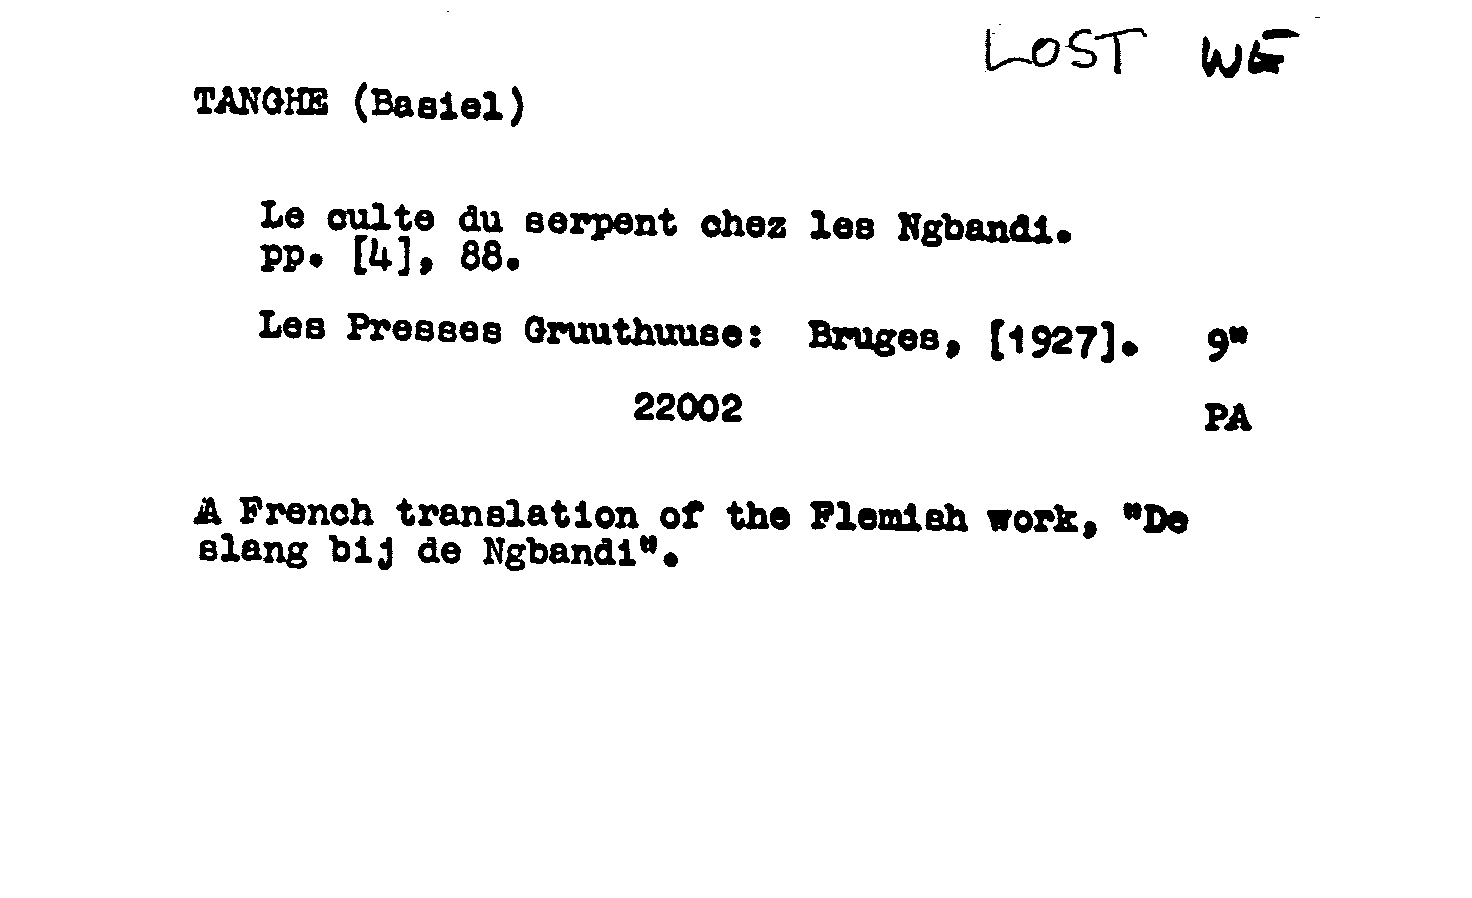 LOST WE
TANGHE (Basiel)
Le culte du serpent chez les Ngbandi.
pp. [4], 88.
Les Presses Gruuthuuse: Bruges, [1927]. 9"
22002 PA
A French translation of the Flemish work, "De
slang bij de Ngbandi".